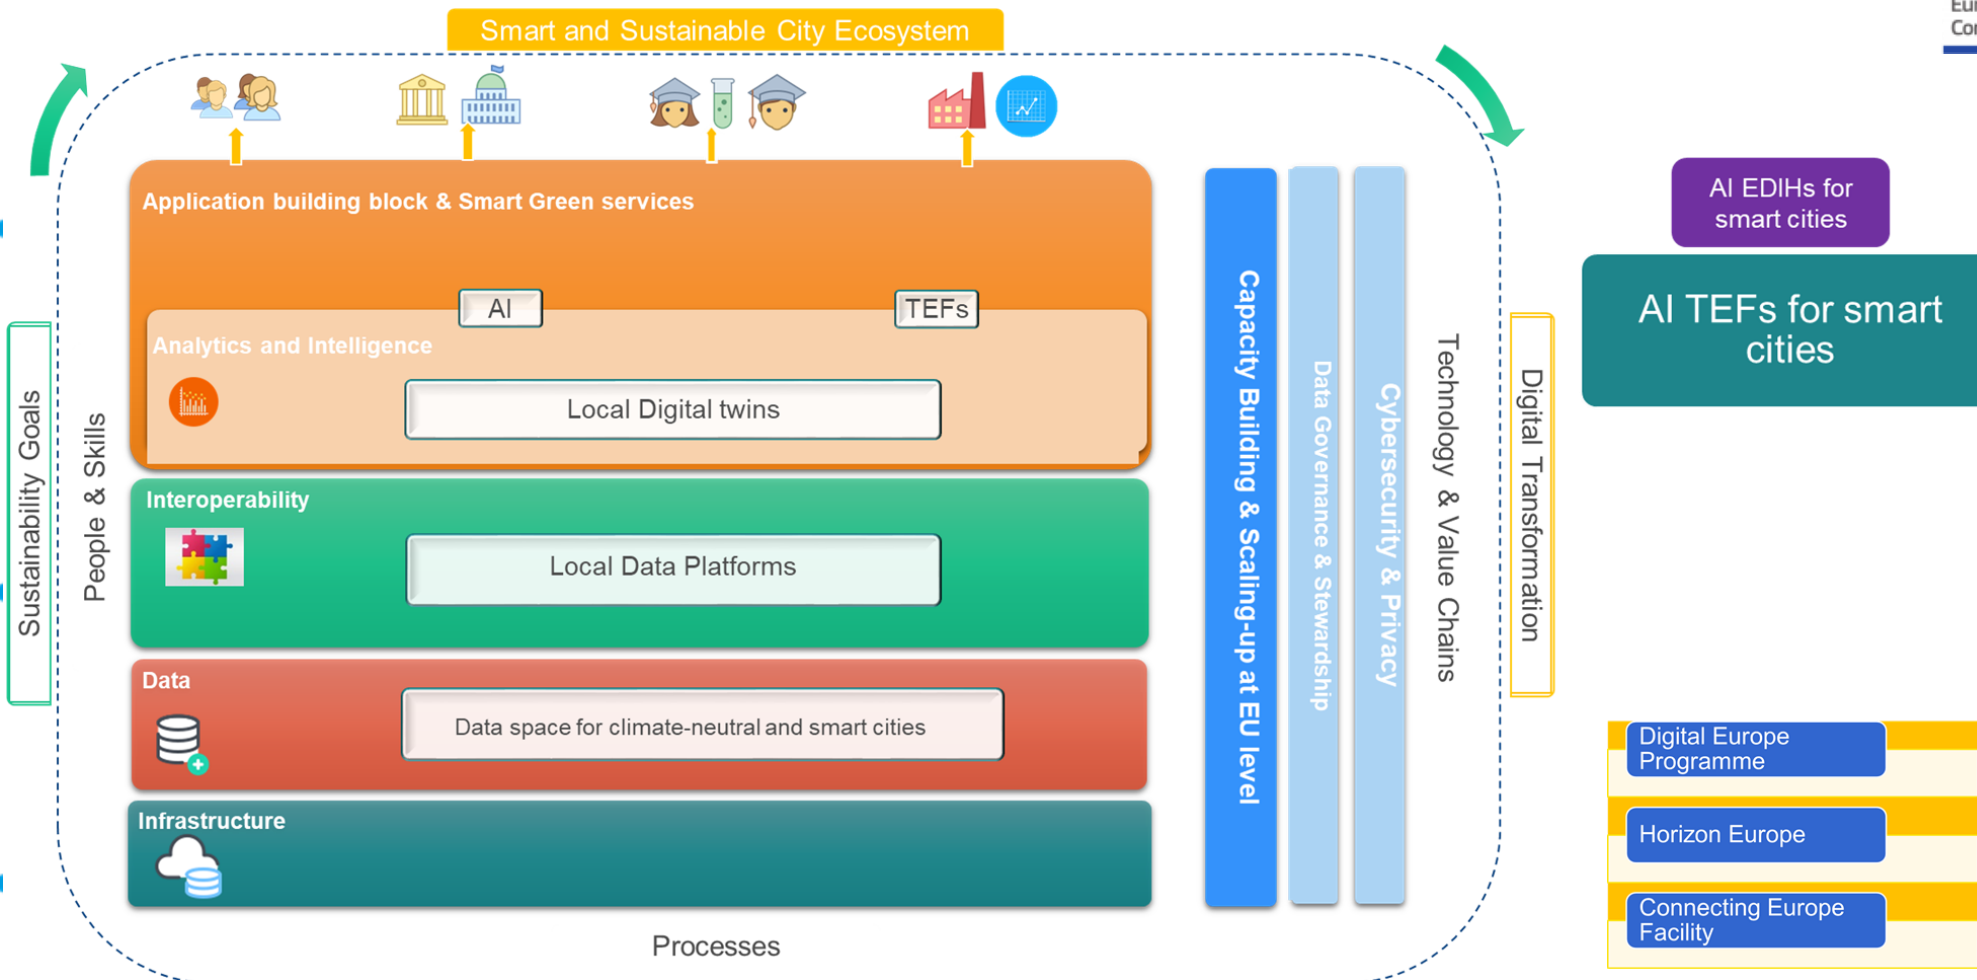 Smart and Sustainable City Ecosystem
Application building block & Smart Green services
AI
TEFs
Analytics and Intelligence
Local Digital twins
Interoperability
Local Data Platforms
Data
Data space for climate-neutral and smart cities
Infrastructure
Processes
Sustainability Goals
People & Skills
Capacity Building & Scaling-up at EU level
Data Governance & Stewardship
Cybersecurity & Privacy
Technology & Value Chains
Digital Transformation
AI EDIHs for
smart cities
AI TEFs for smart
cities
Digital Europe
Programme
Horizon Europe
Connecting Europe
Facility